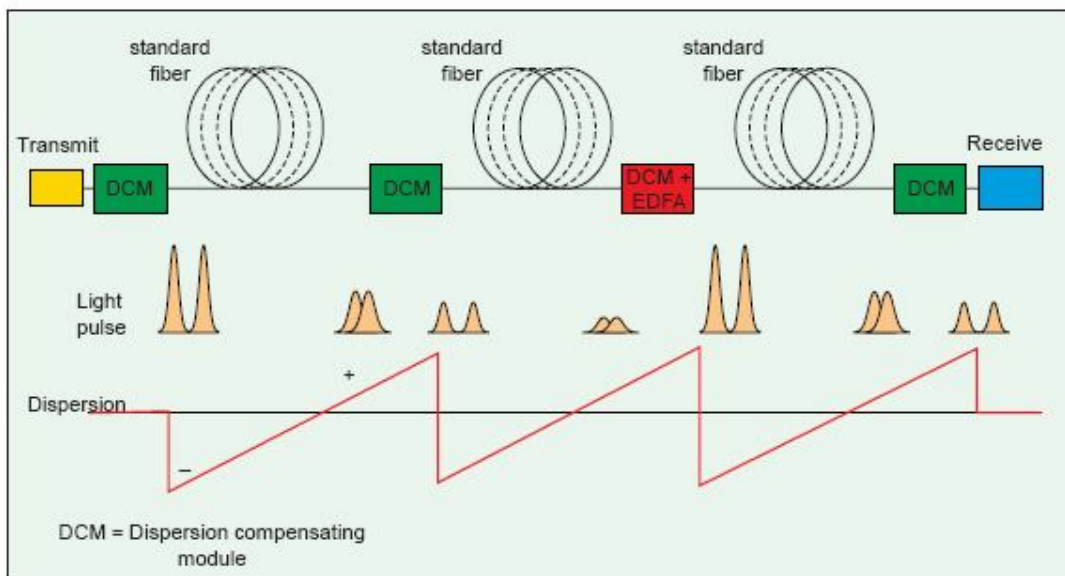 standard
fiber
standard
fiber
standard
fiber
Transmit
Receive
DCM
DCM
DCM +
EDFA
DCM
Light
pulse
+
Dispersion
–
DCM = Dispersion compensating
module